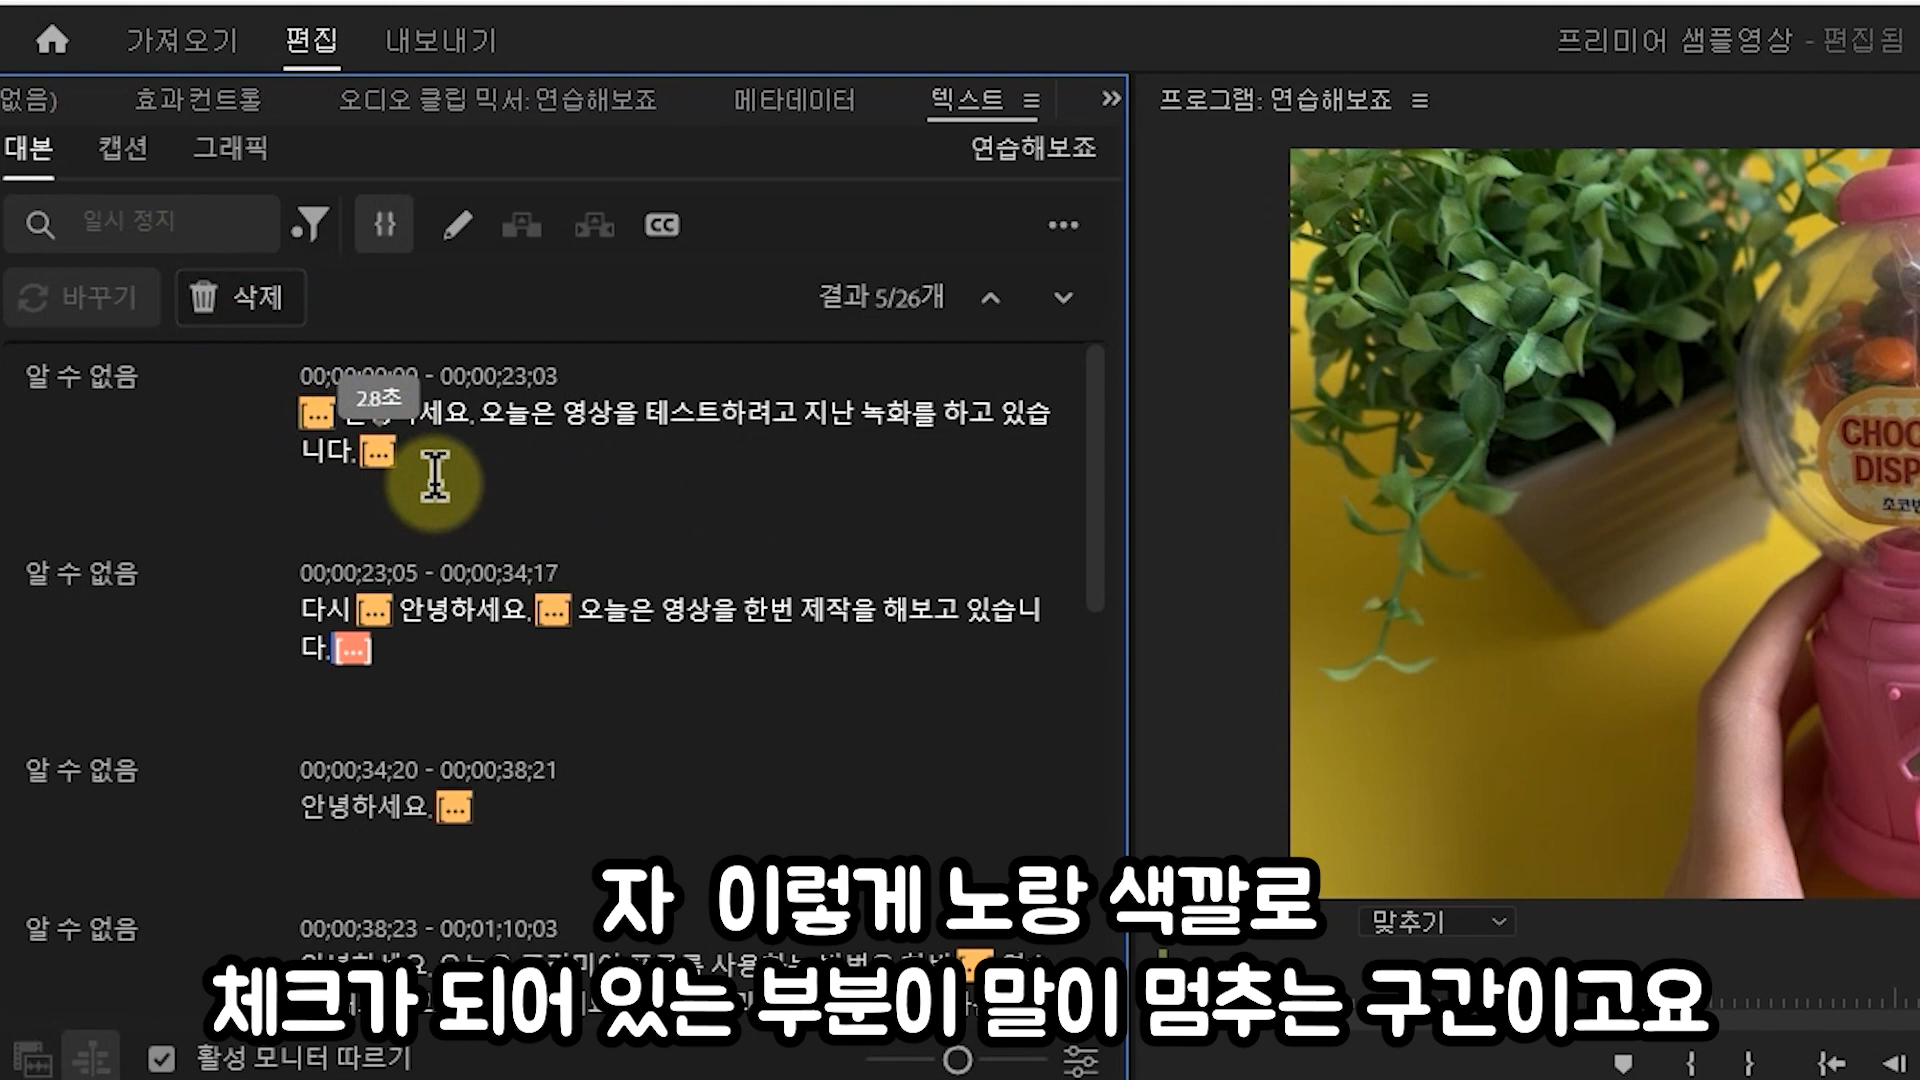 가져오기 편집 내보내기 프리미어 샘플영상 - 편집됨
없음) 효과 컨트롤 오디오 클립 믹서: 연습해보죠 메타데이터 텍스트 프로그램: 연습해보죠
대본 캡션 그래픽 연습해보죠
일시 정지
CC
바꾸기 삭제 결과 5/26개
알 수 없음 00;00;00;00 - 00;00;23;03
2.8초
[...] 세요. 오늘은 영상을 테스트하려고 지난 녹화를 하고 있습
니다. [...]
알 수 없음 00;00;23;05 - 00;00;34;17
다시 [...] 안녕하세요. [...] 오늘은 영상을 한번 제작을 해보고 있습니
다. [...]
알 수 없음 00;00;34;20 - 00;00;38;21
안녕하세요. [...]
알 수 없음 00;00;38;23 - 00;01;10;03
CHOC
DISP
초코
맞추기
자 이렇게 노랑 색깔로
체크가 되어 있는 부분이 말이 멈추는 구간이고요
활성 모니터 따르기